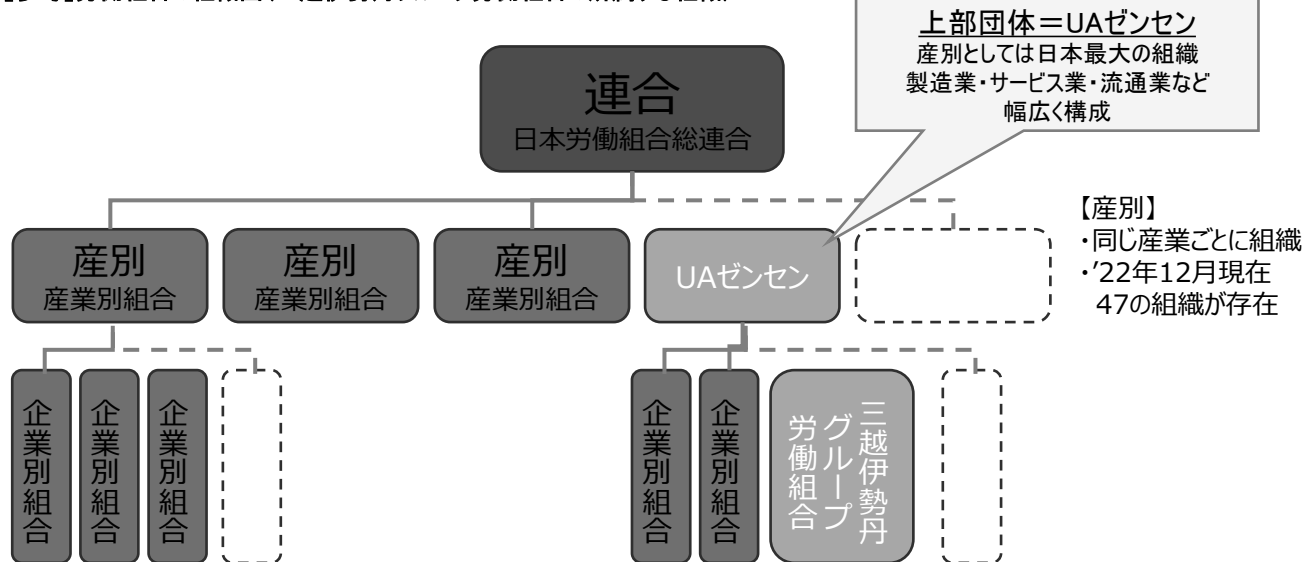 上部団体＝UAゼンセン
産別としては日本最大の組織
製造業・サービス業・流通業など
幅広く構成
連合
日本労働組合総連合
【産別】
・同じ産業ごとに組織
・’22年12月現在
47の組織が存在
産別
産業別組合
産別
産業別組合
産別
産業別組合
UAゼンセン
企業別組合
企業別組合
企業別組合
企業別組合
企業別組合
三越伊勢丹
グループ
労働組合